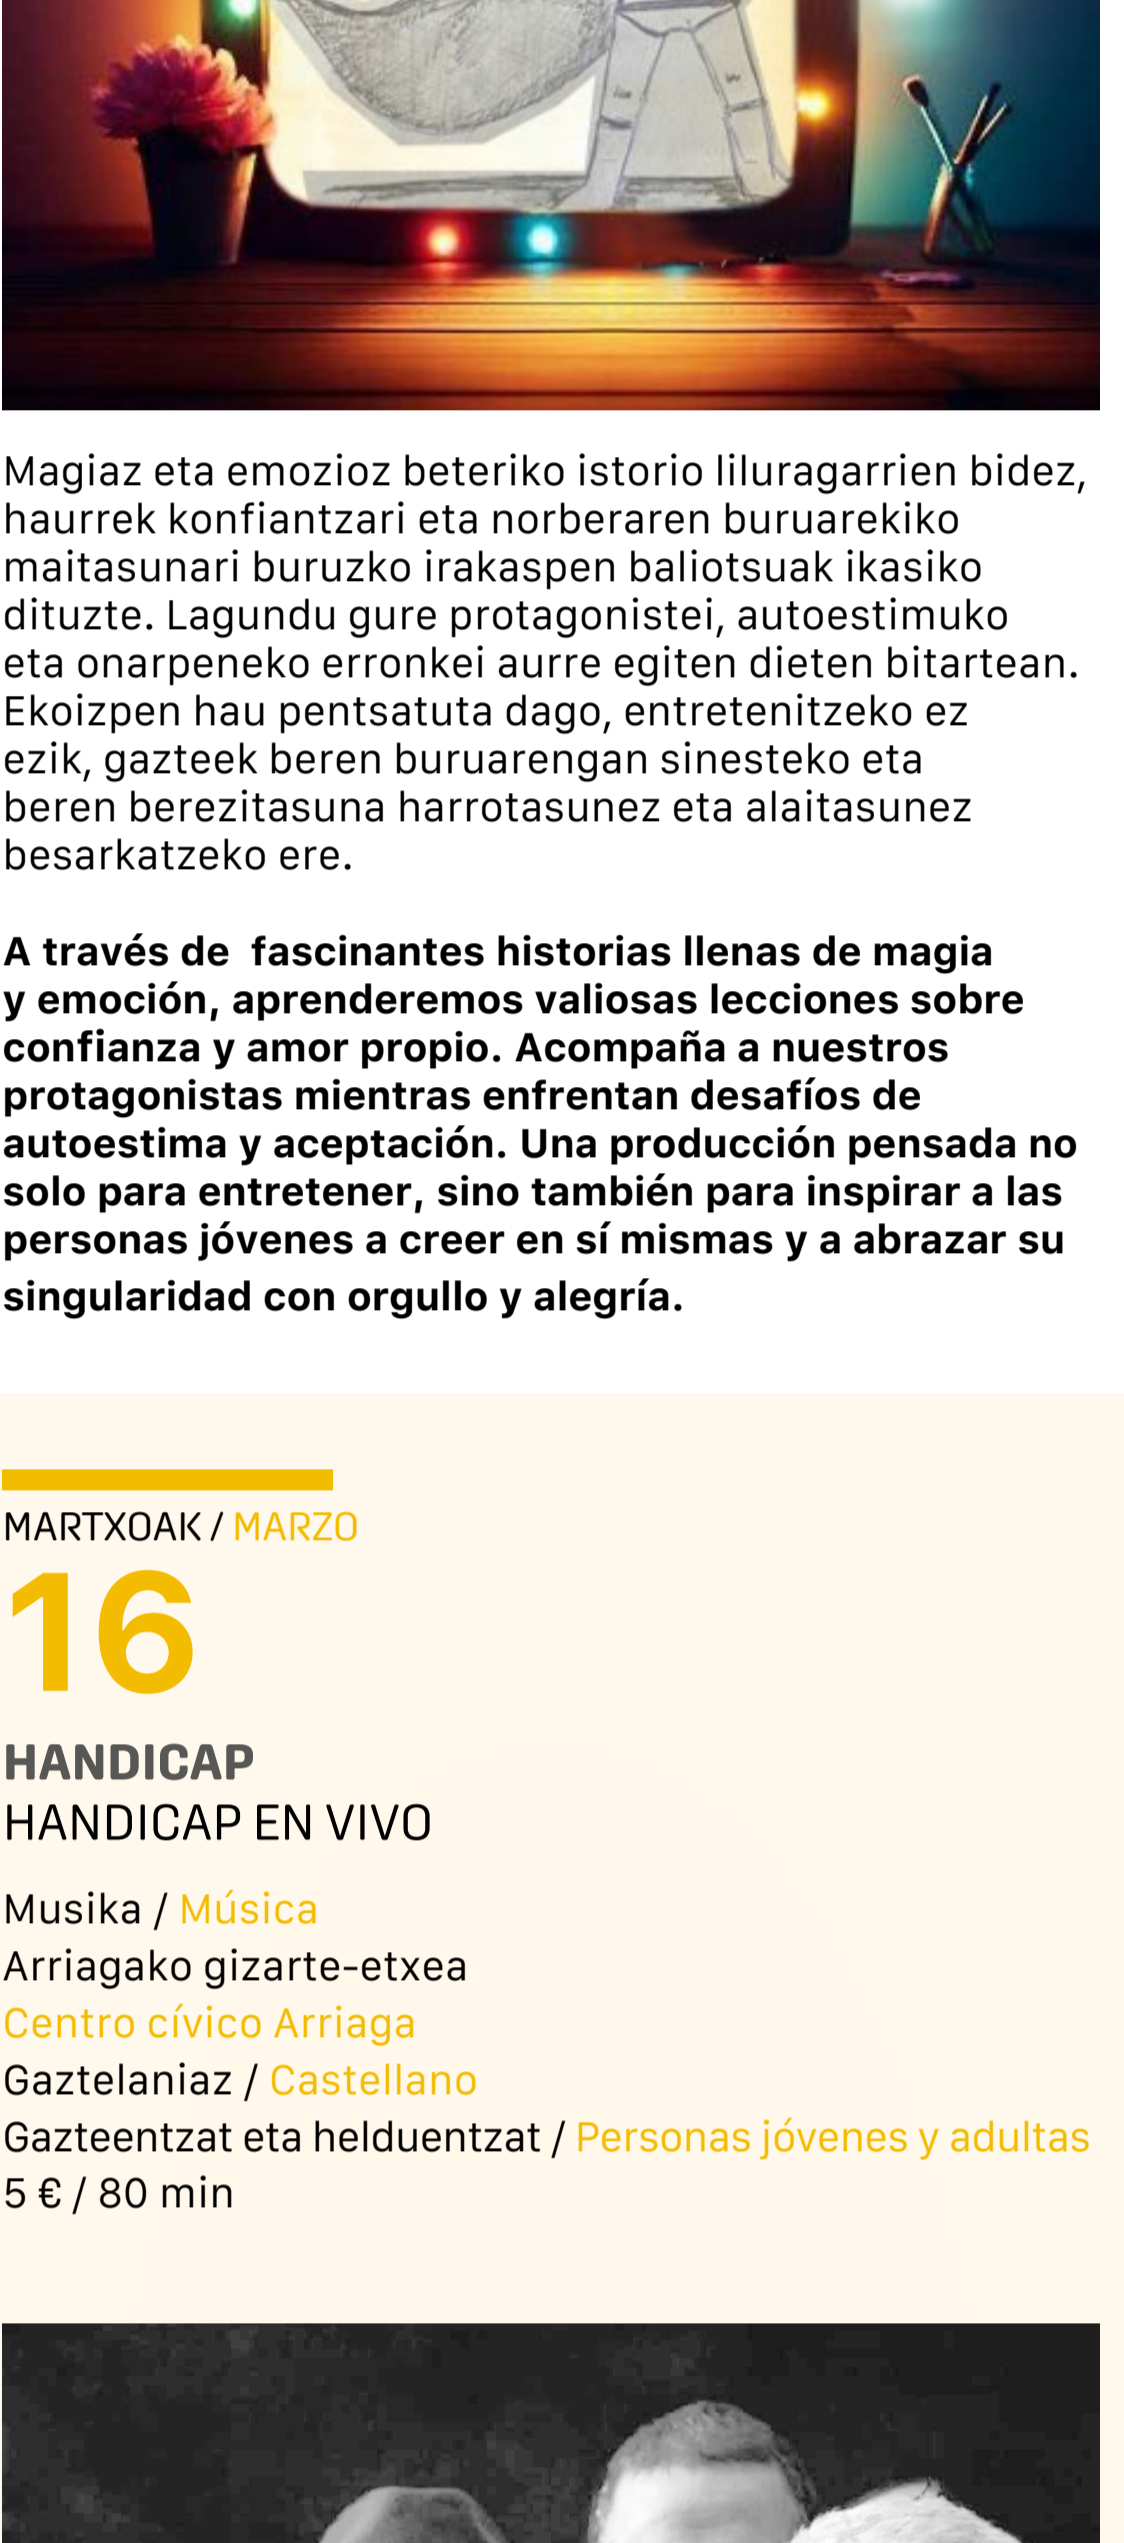 Magiaz eta emozioz beteriko istorio liluragarrien bidez,
haurrek konfiantzari eta norberaren buruarekiko
maitasunari buruzko irakaspen baliotsuak ikasiko
dituzte. Lagundu gure protagonistei, autoestimuko
eta onarpeneko erronkei aurre egiten dieten bitartean.
Ekoizpen hau pentsatuta dago, entretenitzeko ez
ezik, gazteek beren buruarengan sinesteko eta
beren berezitasuna harrotasunez eta alaitasunez
besarkatzeko ere.
A través de  fascinantes historias llenas de magia
y emoción, aprenderemos valiosas lecciones sobre
confianza y amor propio. Acompaña a nuestros
protagonistas mientras enfrentan desafíos de
autoestima y aceptación. Una producción pensada no
solo para entretener, sino también para inspirar a las
personas jóvenes a creer en sí mismas y a abrazar su
singularidad con orgullo y alegría.
MARTXOAK / MARZO
16
HANDICAP
HANDICAP EN VIVO
Musika / Música
Arriagako gizarte-etxea
Centro cívico Arriaga
Gaztelaniaz / Castellano
Gazteentzat eta helduentzat / Personas jóvenes y adultas
5 € / 80 min